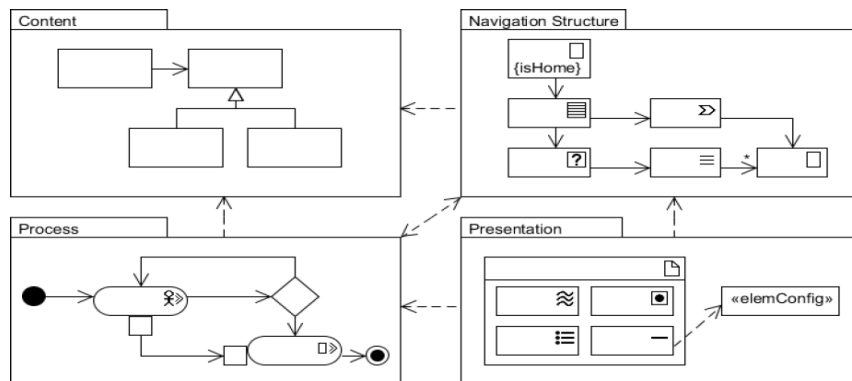 Content
Navigation Structure
{isHome}
?
*
Process
Presentation
«elemConfig»